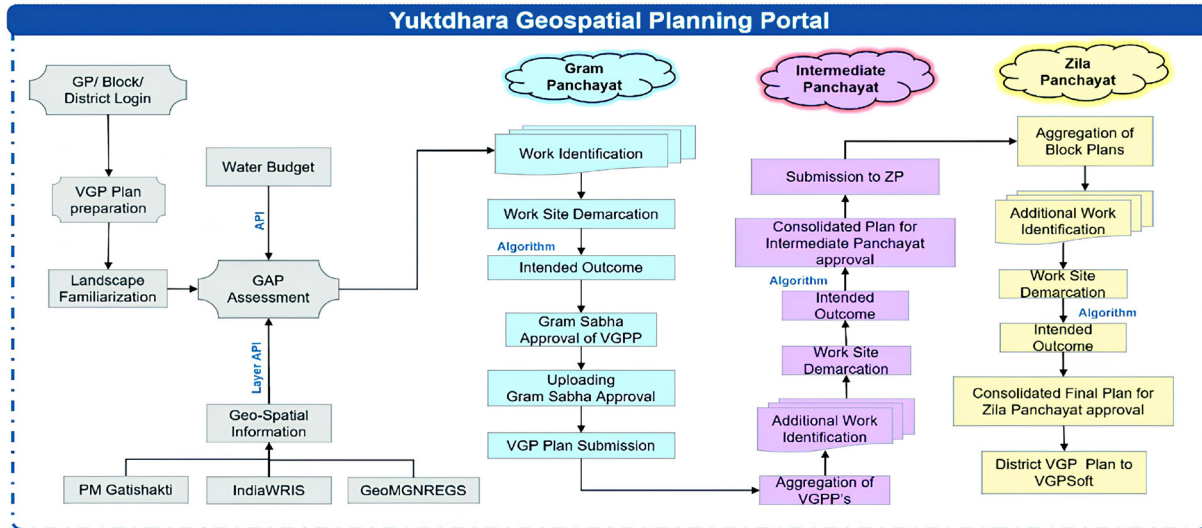 Yuktdhara Geospatial Planning Portal
GP/ Block/
District Login
VGP Plan
preparation
Landscape
Familiarization
Water Budget
API
GAP
Assessment
Layer API
Geo-Spatial
Information
PM Gatishakti
IndiaWRIS
GeoMGNREGS
Gram
Panchayat
Work Identification
Work Site Demarcation
Algorithm
Intended Outcome
Gram Sabha
Approval of VGPP
Uploading
Gram Sabha Approval
VGP Plan Submission
Intermediate
Panchayat
Submission to ZP
Consolidated Plan for
Intermediate Panchayat
approval
Algorithm
Intended
Outcome
Work Site
Demarcation
Additional Work
Identification
Aggregation of
VGPP's
Zila
Panchayat
Aggregation of
Block Plans
Additional Work
Identification
Work Site
Demarcation
Algorithm
Intended
Outcome
Consolidated Final Plan for
Zila Panchayat approval
District VGP Plan to
VGPSoft